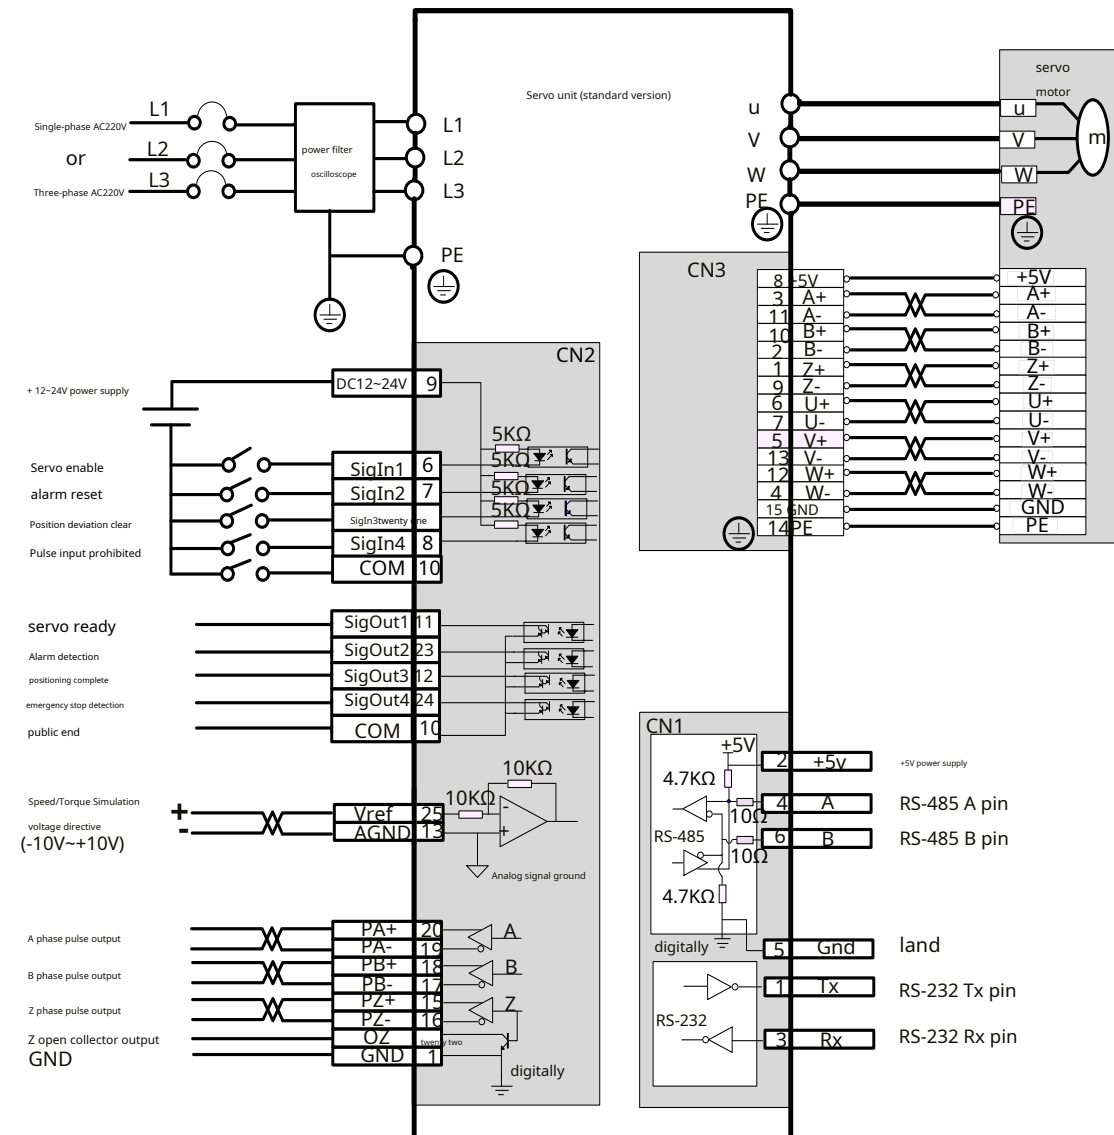 Servo unit (standard version)
servo
motor
L1
Single-phase AC220V
or
L2
L3
Three-phase AC220V
power filter
oscilloscope
L1
L2
L3
PE
u
V
W
PE
u
V
W
PE
m
CN3
8 +5V
3 A+
11 A-
10 B+
2 B-
1 Z+
9 Z-
6 U+
7 U-
5 V+
13 V-
12 W+
4 W-
15 GND
14 PE
+5V
A+
A-
B+
B-
Z+
Z-
U+
U-
V+
V-
W+
W-
GND
PE
CN2
+ 12~24V power supply
DC12~24V 9
5KΩ
5KΩ
5KΩ
5KΩ
Servo enable
SigIn1 6
alarm reset
SigIn2 7
Position deviation clear
SigIn3twenty one
Pulse input prohibited
SigIn4 8
COM 10
servo ready
SigOut1 11
Alarm detection
SigOut2 23
positioning complete
SigOut3 12
emergency stop detection
SigOut4 24
public end
COM 10
Speed/Torque Simulation
voltage directive
(-10V~+10V)
+
-
Vref 25
AGND 13
10KΩ
10KΩ
-
+
Analog signal ground
A phase pulse output
PA+ 20
PA- 19
A
B phase pulse output
PB+ 18
PB- 17
B
Z phase pulse output
PZ+ 15
PZ- 16
Z
Z open collector output
OZ twenty two
GND
GND 1
digitally
CN1
+5V
4.7KΩ
10Ω
RS-485
10Ω
4.7KΩ
digitally
RS-232
2 +5v
+5V power supply
4 A
RS-485 A pin
6 B
RS-485 B pin
5 Gnd
land
1 Tx
RS-232 Tx pin
3 Rx
RS-232 Rx pin